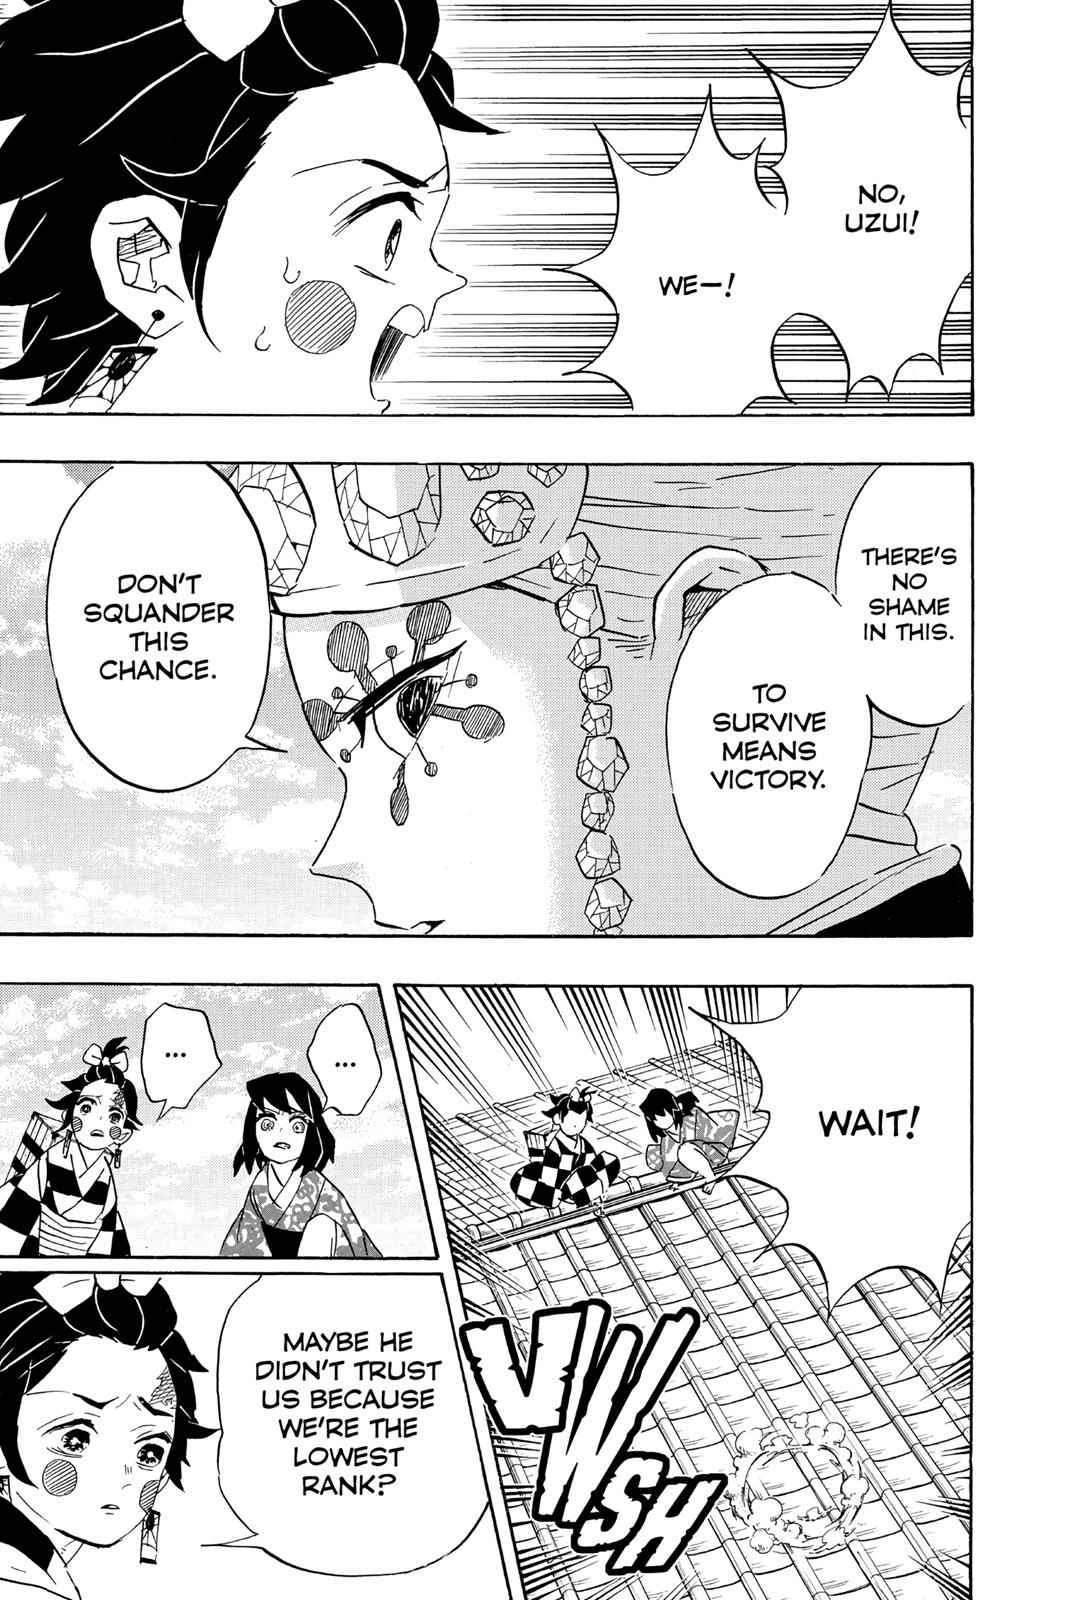 NO,
UZUI!
WE—!
THERE'S
NO
SHAME
IN THIS.
TO
SURVIVE
MEANS
VICTORY.
DON'T
SQUANDER
THIS
CHANCE.
WAIT!
VWWSH
...
...
MAYBE HE
DIDN'T TRUST
US BECAUSE
WE'RE THE
LOWEST
RANK?